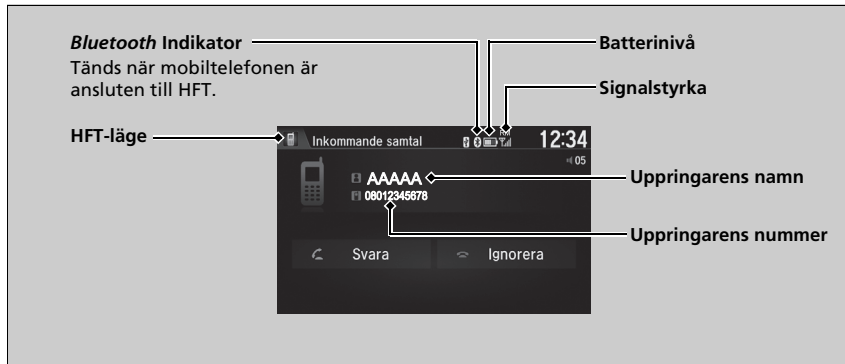 Bluetooth Indikator
Tänds när mobiltelefonen är
ansluten till HFT.
HFT-läge
Batterinivå
Signalstyrka
Inkommande samtal
12:34
05
AAAAA
08012345678
Svara
Ignorera
Uppringarens namn
Uppringarens nummer